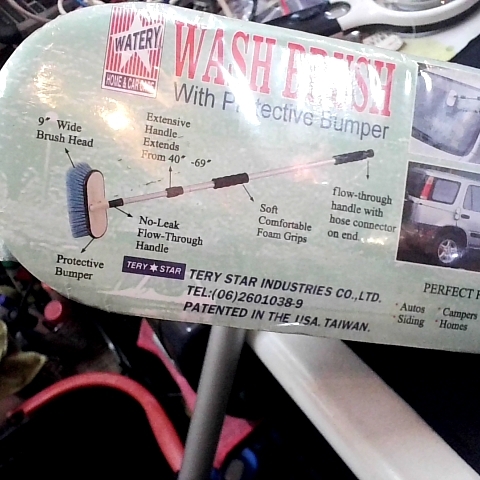 WATERY
HOME & CAR CARE
WASH BRUSH
With Protective Bumper
9" Wide
Brush Head
Extensive
Handle
Extends
From 40" -69"
flow-through
handle with
hose connector
on end
Soft
Comfortable
Foam Grips
No-Leak
Flow-Through
Handle
Protective
Bumper
TERY STAR
TERY STAR INDUSTRIES CO.,LTD.
TEL:(06)2601038-9
PATENTED IN THE USA. TAIWAN.
PERFECT
*Autos *Campers
*Siding *Homes